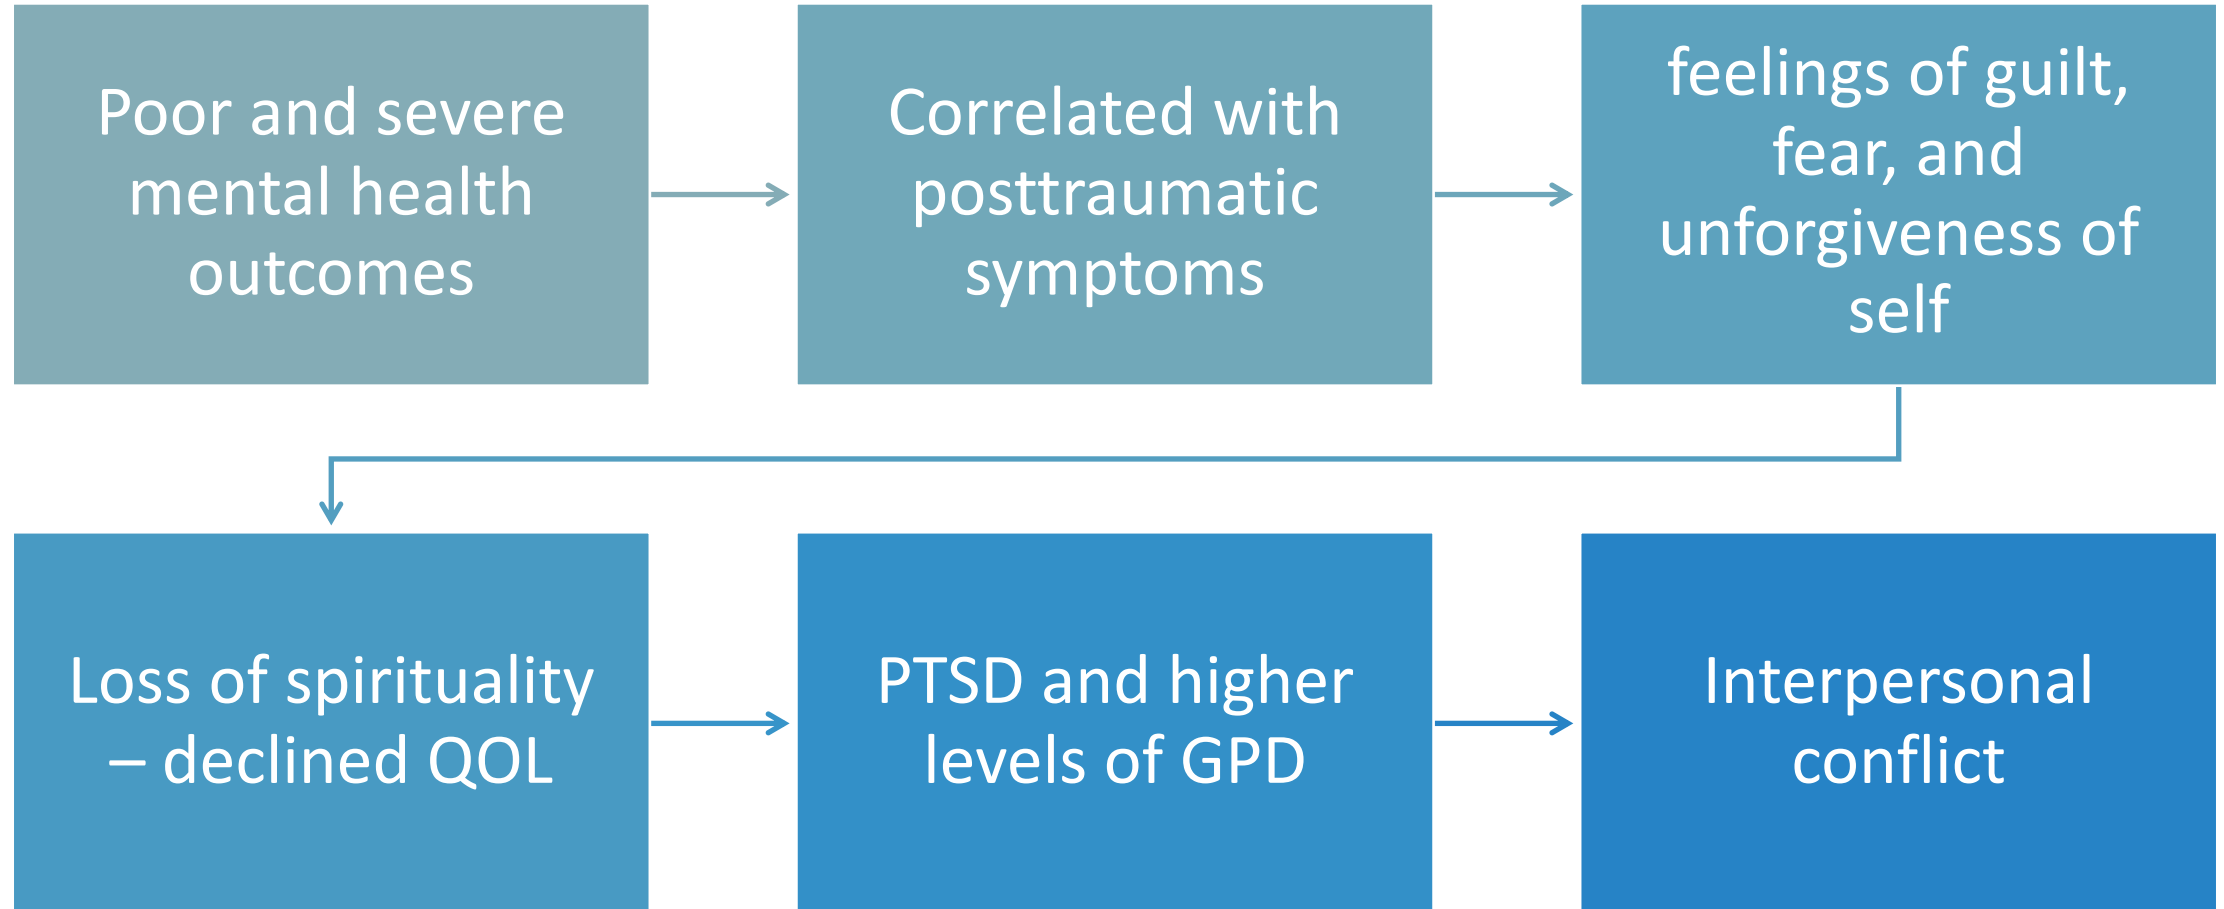 Poor and severe
mental health
outcomes
Correlated with
posttraumatic
symptoms
feelings of guilt,
fear, and
unforgiveness of
self
Loss of spirituality
– declined QOL
PTSD and higher
levels of GPD
Interpersonal
conflict